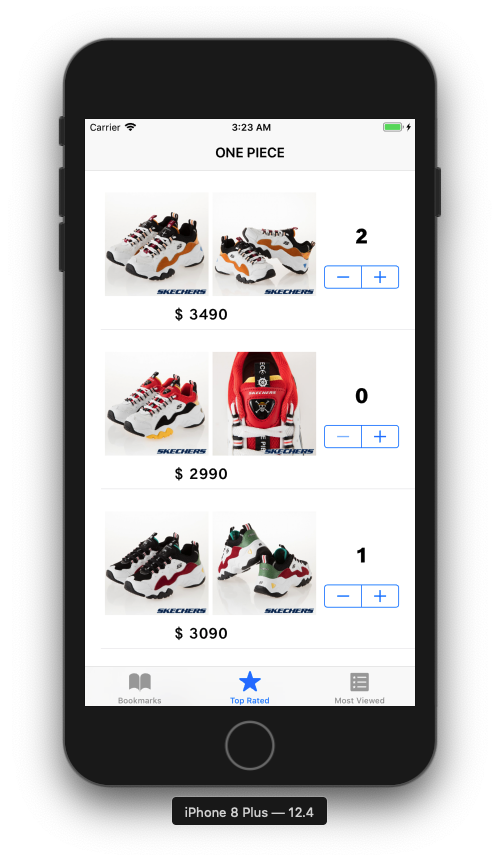 Carrier 3:23 AM
ONE PIECE
SKECHERS SKECHERS
2
$ 3490
SKECHERS
SKECHERS SKECHERS
0
$ 2990
SKECHERS SKECHERS
1
$ 3090
Bookmarks Top Rated Most Viewed
iPhone 8 Plus — 12.4